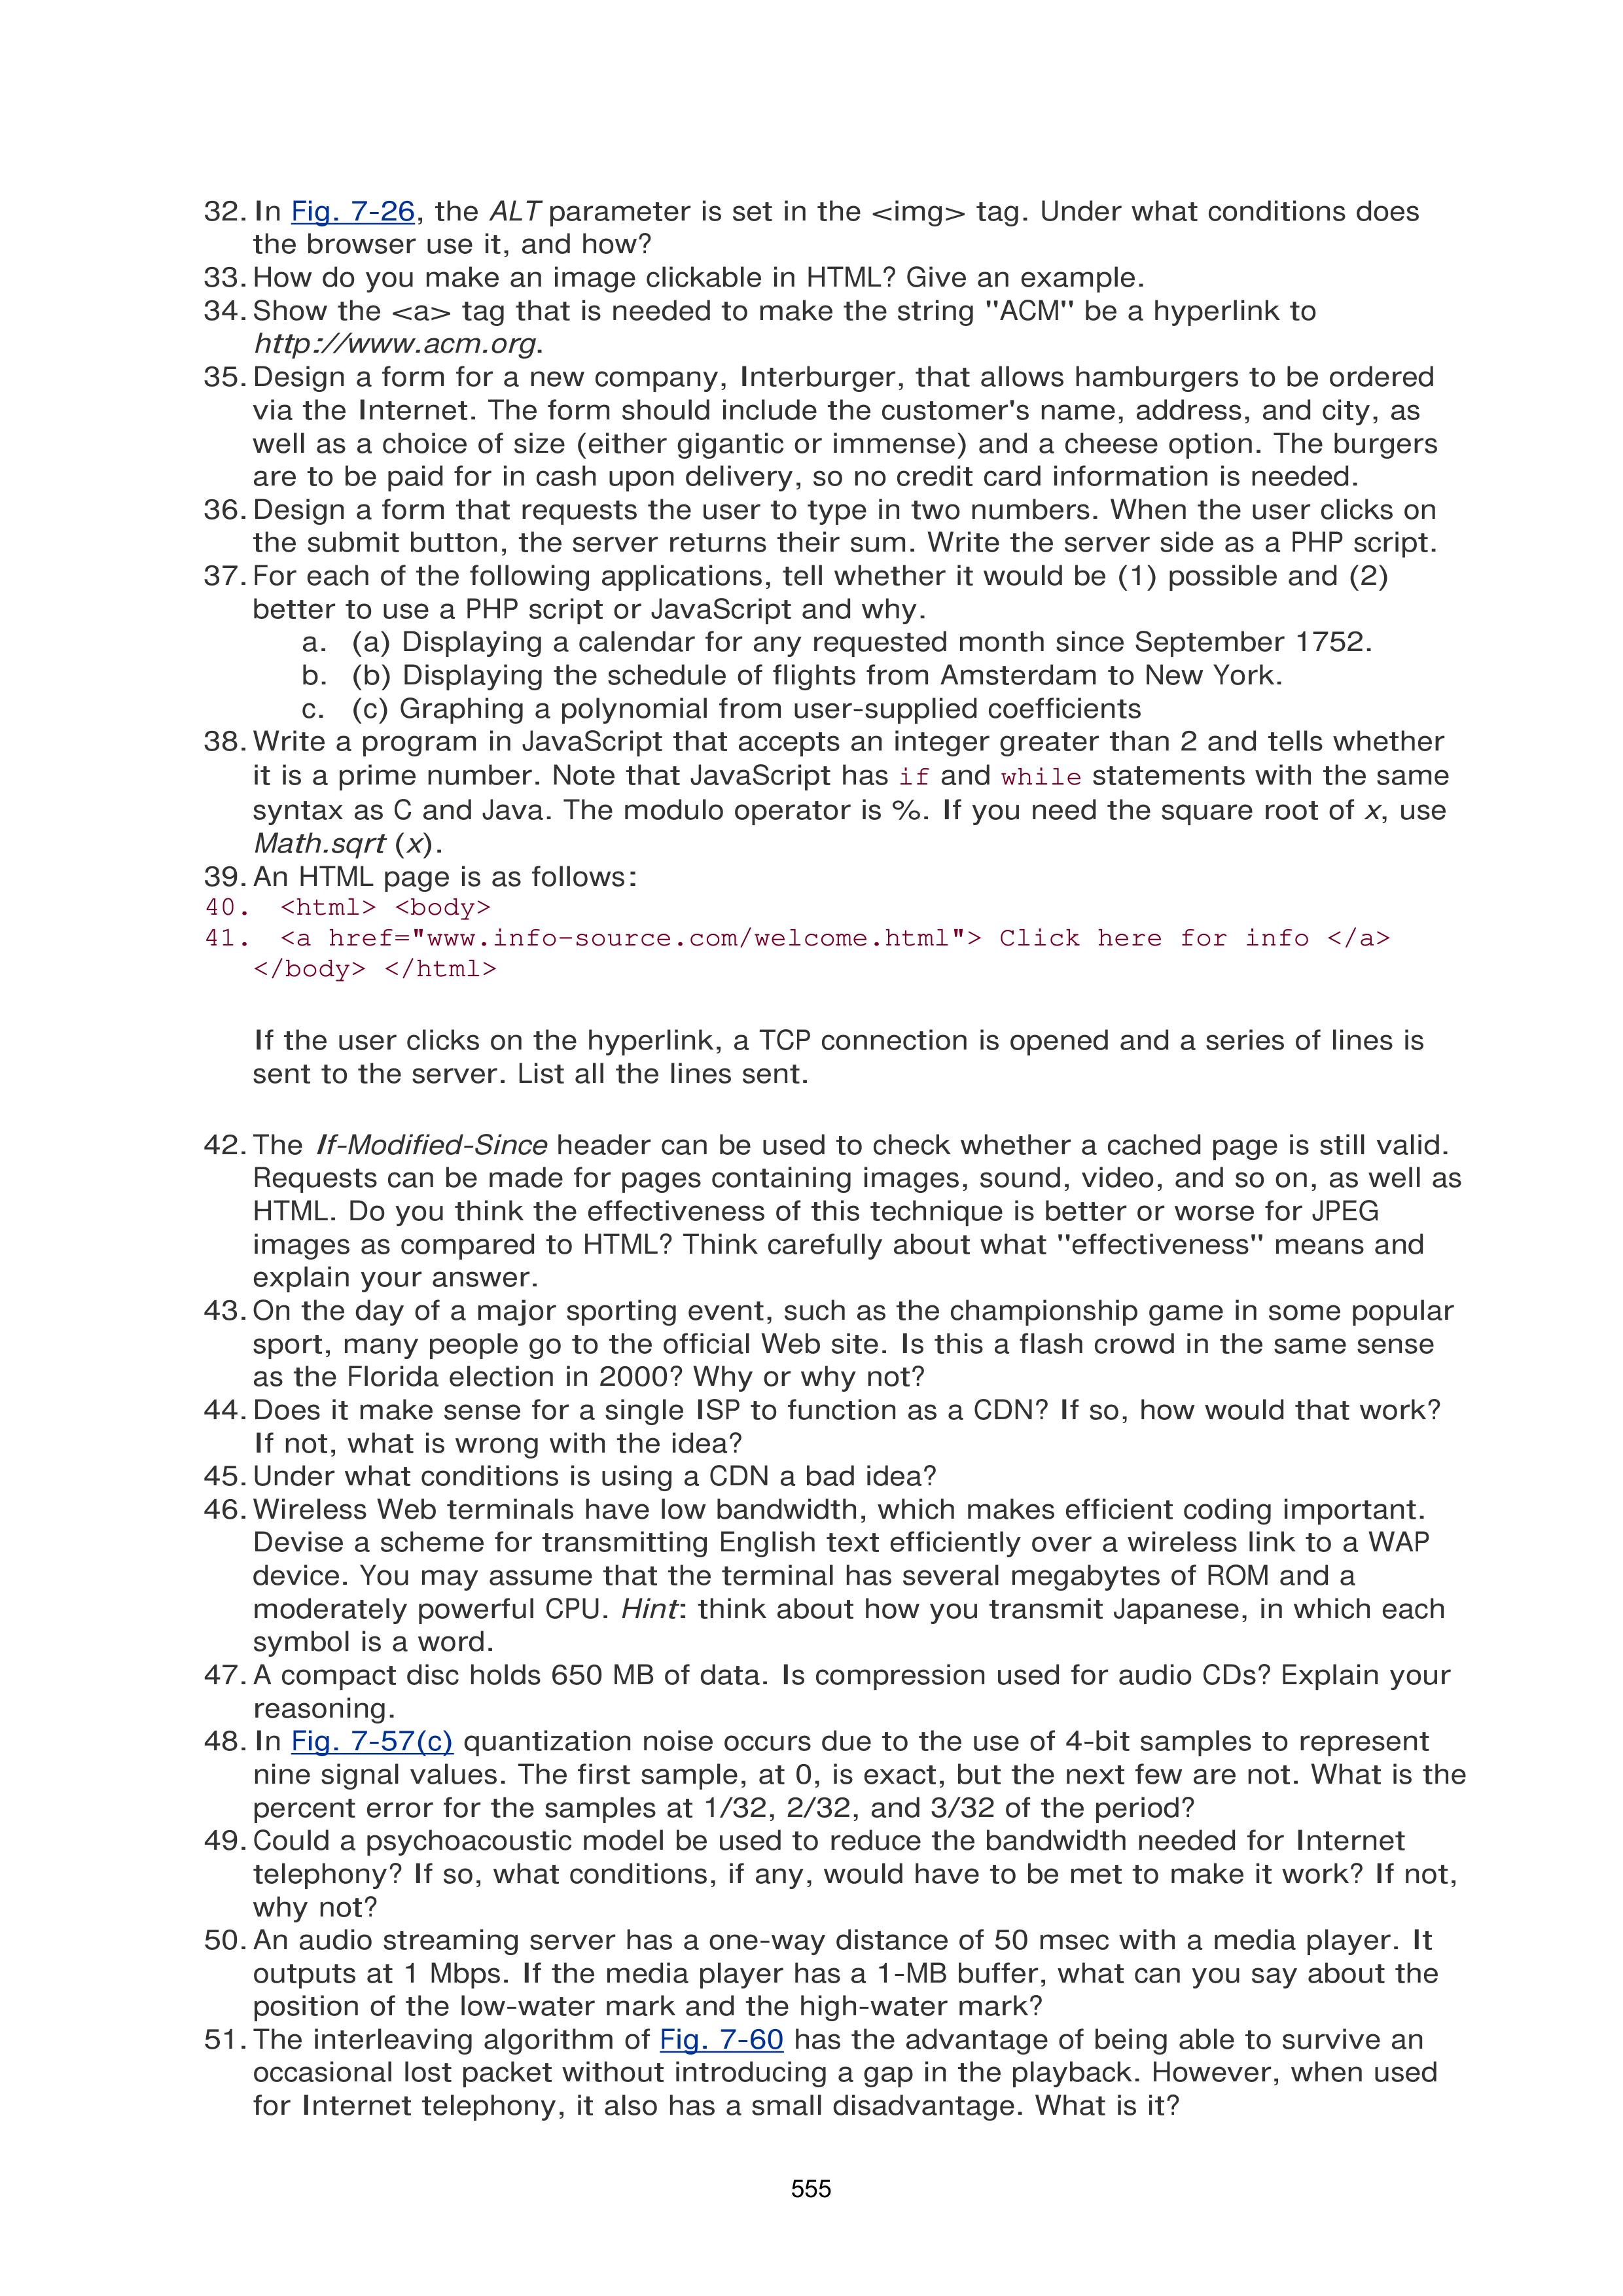 32. In Fig. 7-26, the ALT parameter is set in the <img> tag. Under what conditions does
the browser use it, and how?
33. How do you make an image clickable in HTML? Give an example.
34. Show the <a> tag that is needed to make the string ''ACM'' be a hyperlink to
http://www.acm.org.
35. Design a form for a new company, Interburger, that allows hamburgers to be ordered
via the Internet. The form should include the customer's name, address, and city, as
well as a choice of size (either gigantic or immense) and a cheese option. The burgers
are to be paid for in cash upon delivery, so no credit card information is needed.
36. Design a form that requests the user to type in two numbers. When the user clicks on
the submit button, the server returns their sum. Write the server side as a PHP script.
37. For each of the following applications, tell whether it would be (1) possible and (2)
better to use a PHP script or JavaScript and why.
a. (a) Displaying a calendar for any requested month since September 1752.
b. (b) Displaying the schedule of flights from Amsterdam to New York.
c. (c) Graphing a polynomial from user-supplied coefficients
38. Write a program in JavaScript that accepts an integer greater than 2 and tells whether
it is a prime number. Note that JavaScript has if and while statements with the same
syntax as C and Java. The modulo operator is %. If you need the square root of x, use
Math.sqrt (x).
39. An HTML page is as follows:
40. <html> <body>
41. <a href="www.info-source.com/welcome.html"> Click here for info </a>
</body> </html>
If the user clicks on the hyperlink, a TCP connection is opened and a series of lines is
sent to the server. List all the lines sent.
42. The If-Modified-Since header can be used to check whether a cached page is still valid.
Requests can be made for pages containing images, sound, video, and so on, as well as
HTML. Do you think the effectiveness of this technique is better or worse for JPEG
images as compared to HTML? Think carefully about what ''effectiveness'' means and
explain your answer.
43. On the day of a major sporting event, such as the championship game in some popular
sport, many people go to the official Web site. Is this a flash crowd in the same sense
as the Florida election in 2000? Why or why not?
44. Does it make sense for a single ISP to function as a CDN? If so, how would that work?
If not, what is wrong with the idea?
45. Under what conditions is using a CDN a bad idea?
46. Wireless Web terminals have low bandwidth, which makes efficient coding important.
Devise a scheme for transmitting English text efficiently over a wireless link to a WAP
device. You may assume that the terminal has several megabytes of ROM and a
moderately powerful CPU. Hint: think about how you transmit Japanese, in which each
symbol is a word.
47. A compact disc holds 650 MB of data. Is compression used for audio CDs? Explain your
reasoning.
48. In Fig. 7-57(c) quantization noise occurs due to the use of 4-bit samples to represent
nine signal values. The first sample, at 0, is exact, but the next few are not. What is the
percent error for the samples at 1/32, 2/32, and 3/32 of the period?
49. Could a psychoacoustic model be used to reduce the bandwidth needed for Internet
telephony? If so, what conditions, if any, would have to be met to make it work? If not,
why not?
50. An audio streaming server has a one-way distance of 50 msec with a media player. It
outputs at 1 Mbps. If the media player has a 1-MB buffer, what can you say about the
position of the low-water mark and the high-water mark?
51. The interleaving algorithm of Fig. 7-60 has the advantage of being able to survive an
occasional lost packet without introducing a gap in the playback. However, when used
for Internet telephony, it also has a small disadvantage. What is it?
555